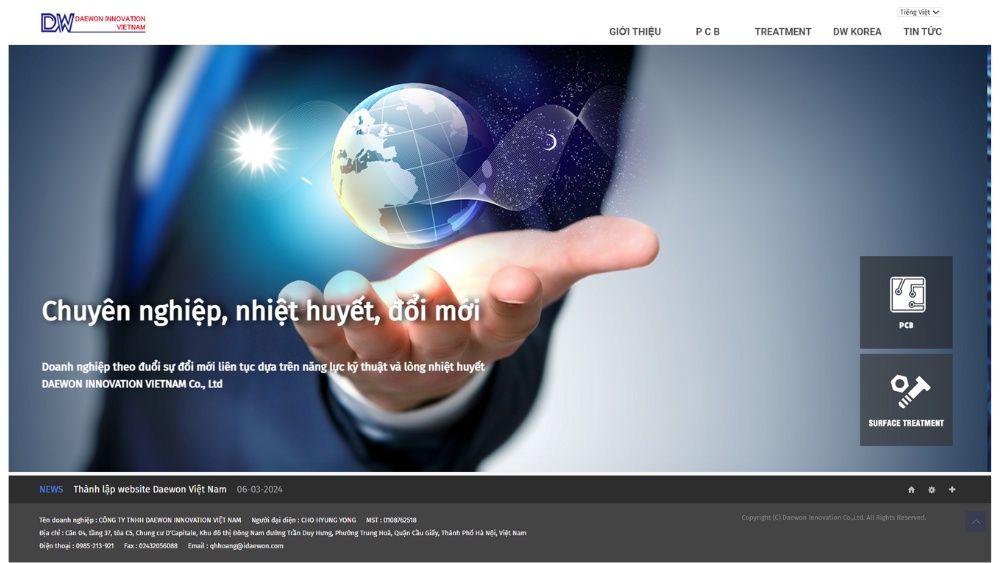 DW DAEWON INNOVATION
VIETNAM
Tiếng Việt
GIỚI THIỆU P C B TREATMENT DW KOREA TIN TỨC
Chuyên nghiệp, nhiệt huyết, đổi mới
Doanh nghiệp theo đuổi sự đổi mới liên tục dựa trên năng lực kỹ thuật và lòng nhiệt huyết
DAEWON INNOVATION VIETNAM Co., Ltd
PCB
SURFACE TREATMENT
NEWS Thành lập website Daewon Việt Nam 06-03-2024
Tên doanh nghiệp : CÔNG TY TNHH DAEWON INNOVATION VIỆT NAM Người đại diện : CHO HYUNG YONG MST : 0108762518
Địa chỉ : Căn 04, tầng 37, tòa C5, Chung cư D'Capitale, Khu đô thị Đông Nam đường Trần Duy Hưng, Phường Trung Hoà, Quận Cầu Giấy, Thành Phố Hà Nội, Việt Nam
Điện thoại : 0985-213-921 Fax : 02432056088 Email : qhhoang@idaewon.com
Copyright (C) Daewon Innovation Co.,Ltd. All Rights Reserved.